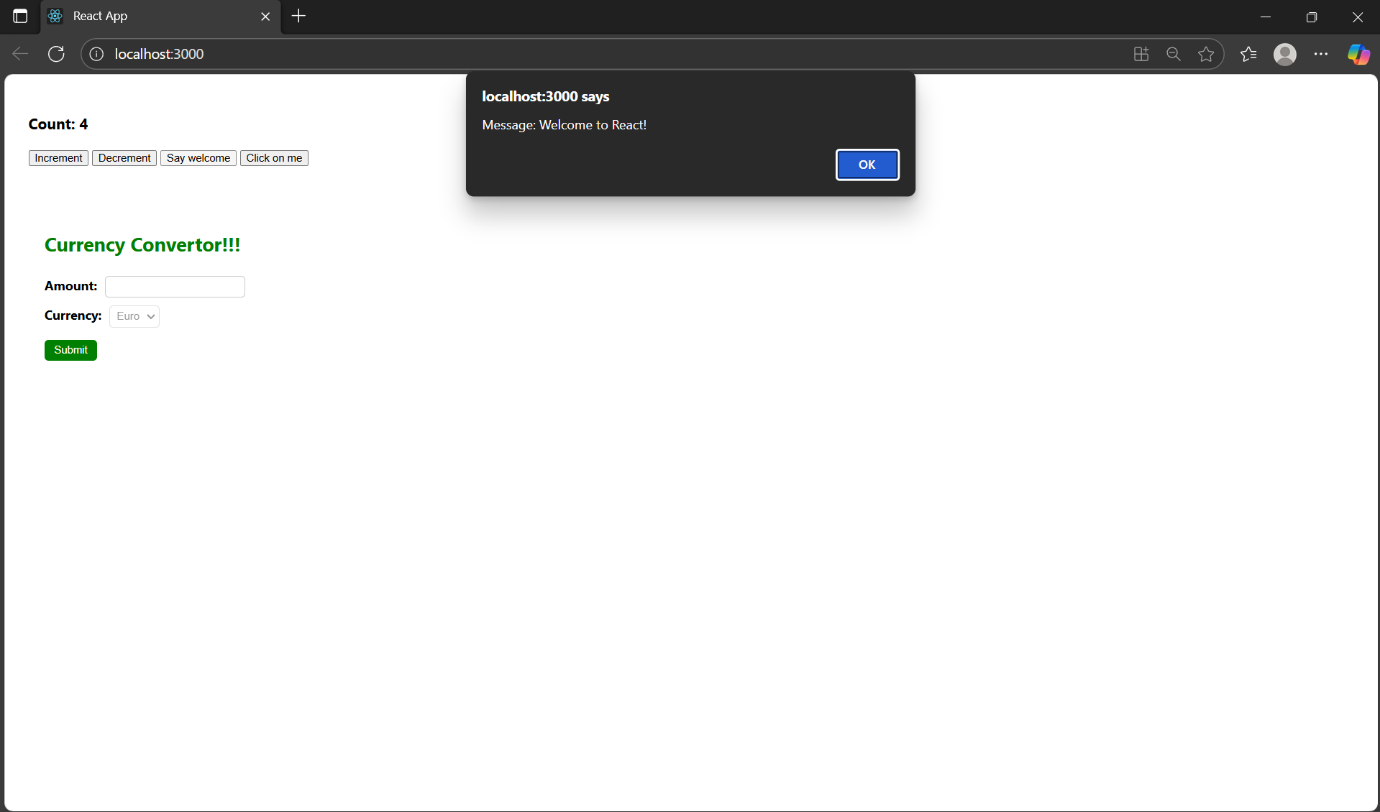 React App
localhost:3000
localhost:3000 says
Message: Welcome to React!
OK
Count: 4
Increment Decrement Say welcome Click on me
Currency Convertor!!!
Amount:
Currency: Euro
Submit